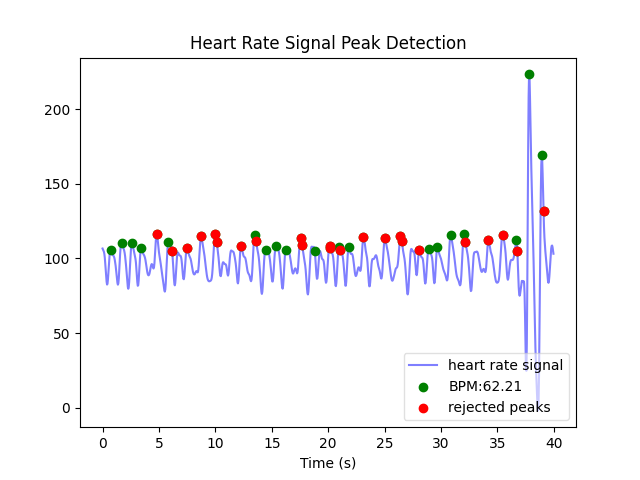 Heart Rate Signal Peak Detection
200
150
100
50
0
0 5 10 15 20 25 30 35 40
Time (s)
heart rate signal
BPM:62.21
rejected peaks